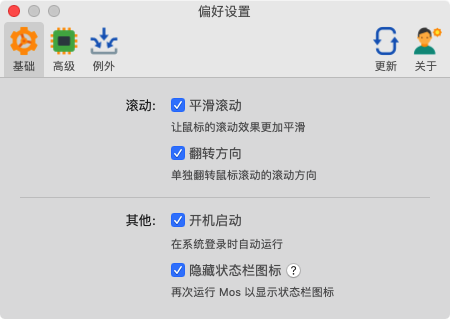 偏好设置
基础 高级 例外 更新 关于
滚动: 平滑滚动
让鼠标的滚动效果更加平滑
翻转方向
单独翻转鼠标滚动的滚动方向
其他: 开机启动
在系统登录时自动运行
隐藏状态栏图标 ?
再次运行 Mos 以显示状态栏图标